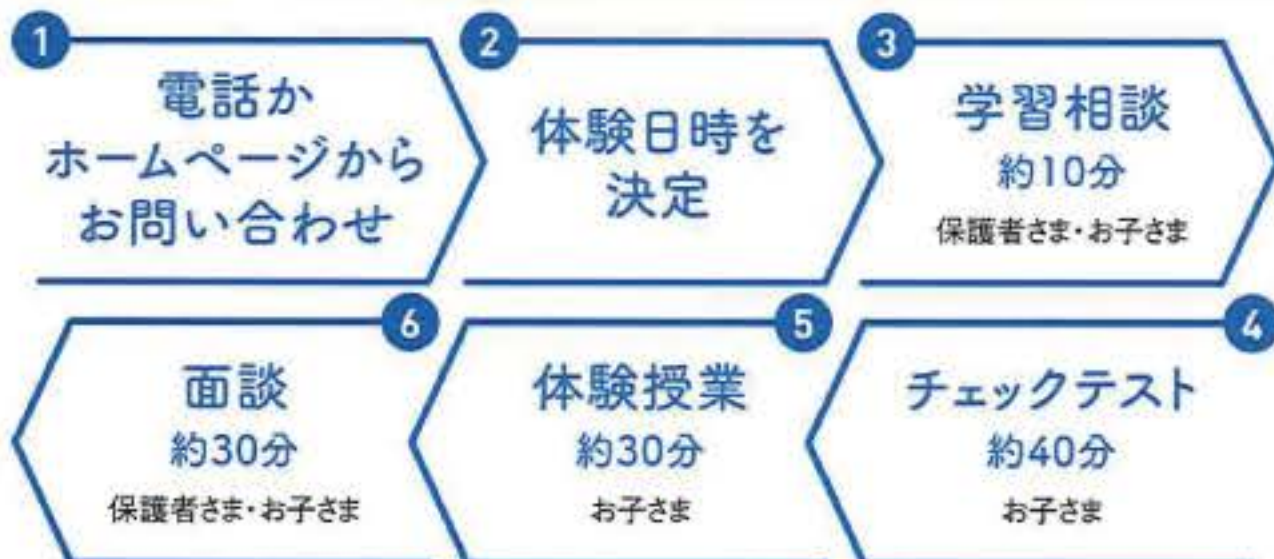 1
電話か
ホームページから
お問い合わせ
2
体験日時を
決定
3
学習相談
約10分
保護者さま・お子さま
4
チェックテスト
約40分
お子さま
5
体験授業
約30分
お子さま
6
面談
約30分
保護者さま・お子さま